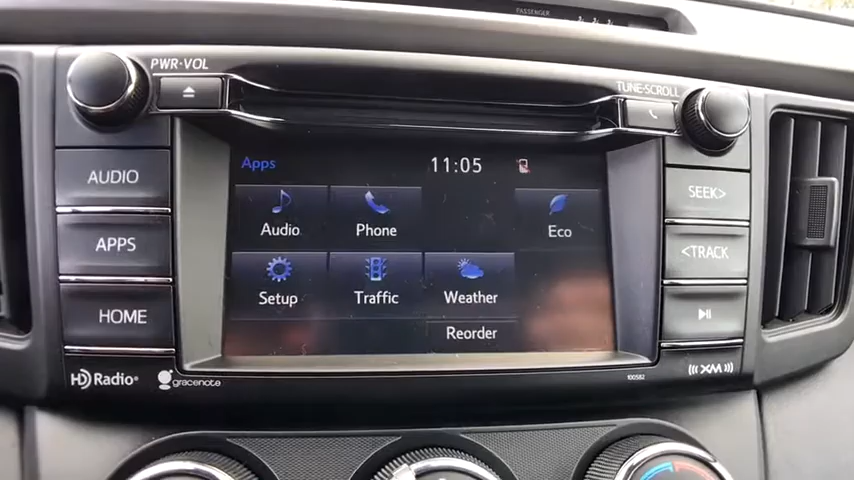 PASSENGER
PWR·VOL
TUNE·SCROLL
Apps 11:05
AUDIO
APPS
HOME
Audio Phone Eco
Setup Traffic Weather
Reorder
SEEK>
<TRACK
HD Radio
gracenote
100582
XM